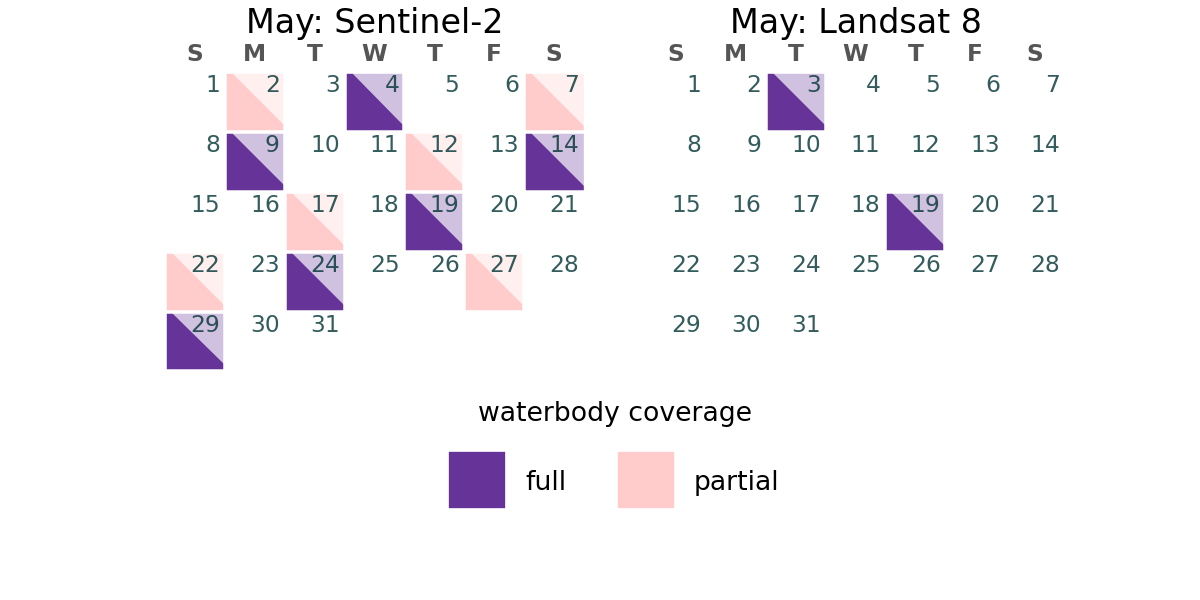 May: Sentinel-2
S M T W T F S
1 2 3 4 5 6 7
8 9 10 11 12 13 14
15 16 17 18 19 20 21
22 23 24 25 26 27 28
29 30 31
May: Landsat 8
S M T W T F S
1 2 3 4 5 6 7
8 9 10 11 12 13 14
15 16 17 18 19 20 21
22 23 24 25 26 27 28
29 30 31
waterbody coverage
full
partial